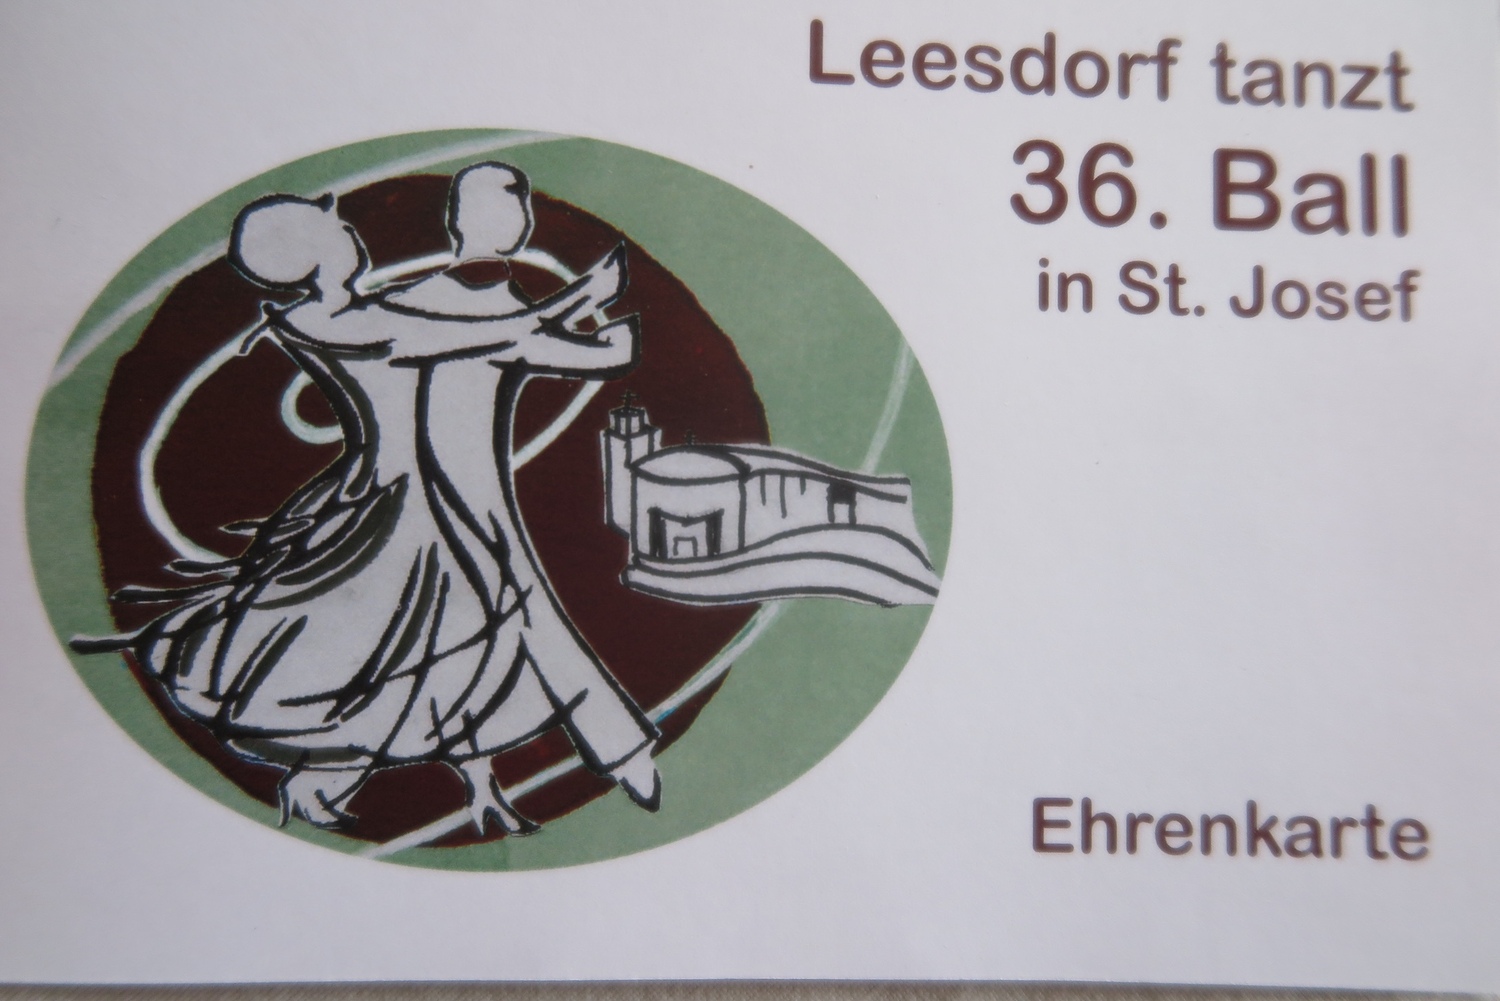 Leesdorf tanzt
36. Ball
in St. Josef
Ehrenkarte